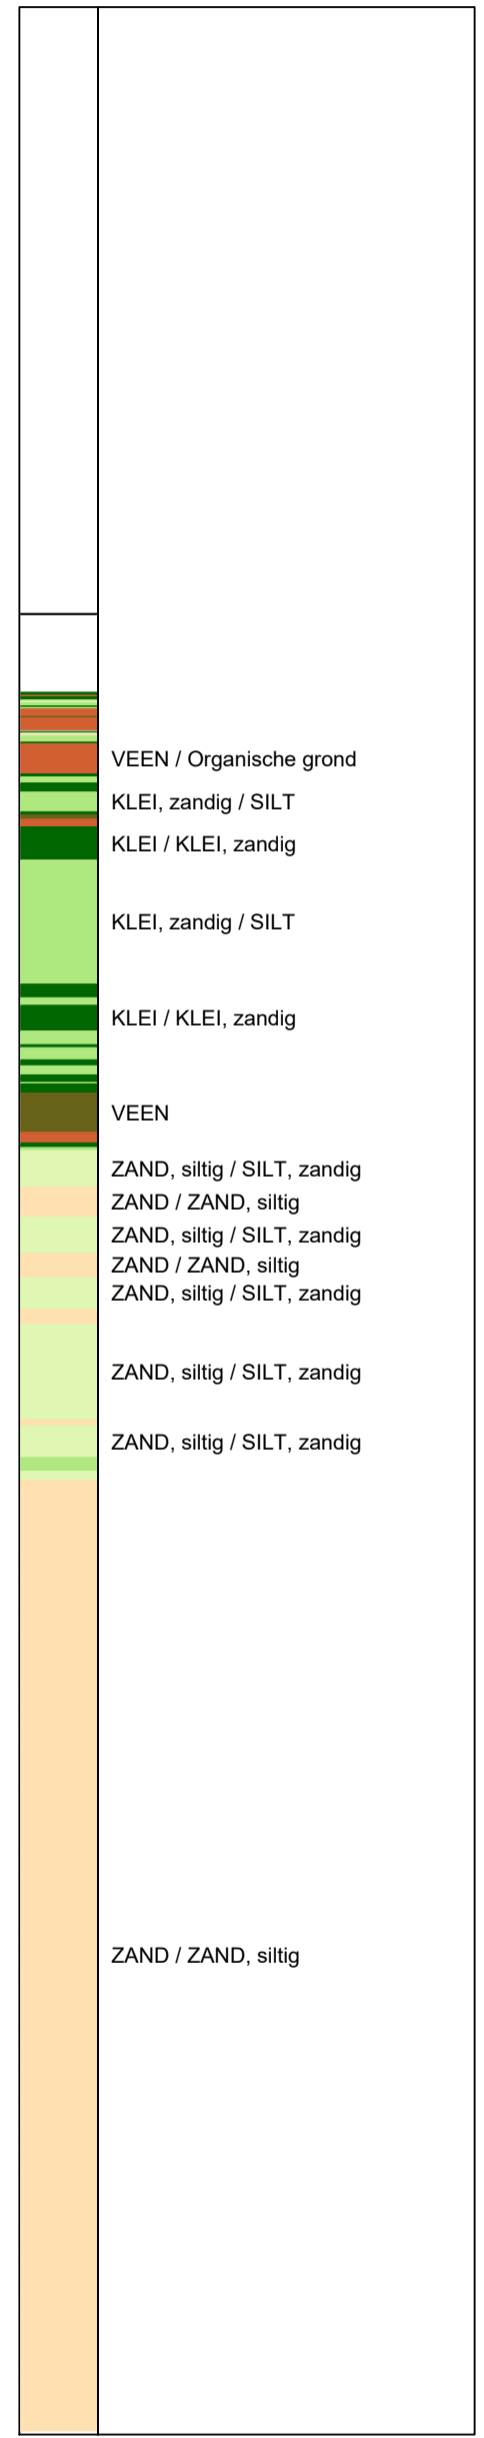 VEEN / Organische grond
KLEI, zandig / SILT
KLEI / KLEI, zandig
KLEI, zandig / SILT
KLEI / KLEI, zandig
VEEN
ZAND, siltig / SILT, zandig
ZAND / ZAND, siltig
ZAND, siltig / SILT, zandig
ZAND / ZAND, siltig
ZAND, siltig / SILT, zandig
ZAND, siltig / SILT, zandig
ZAND, siltig / SILT, zandig
ZAND / ZAND, siltig